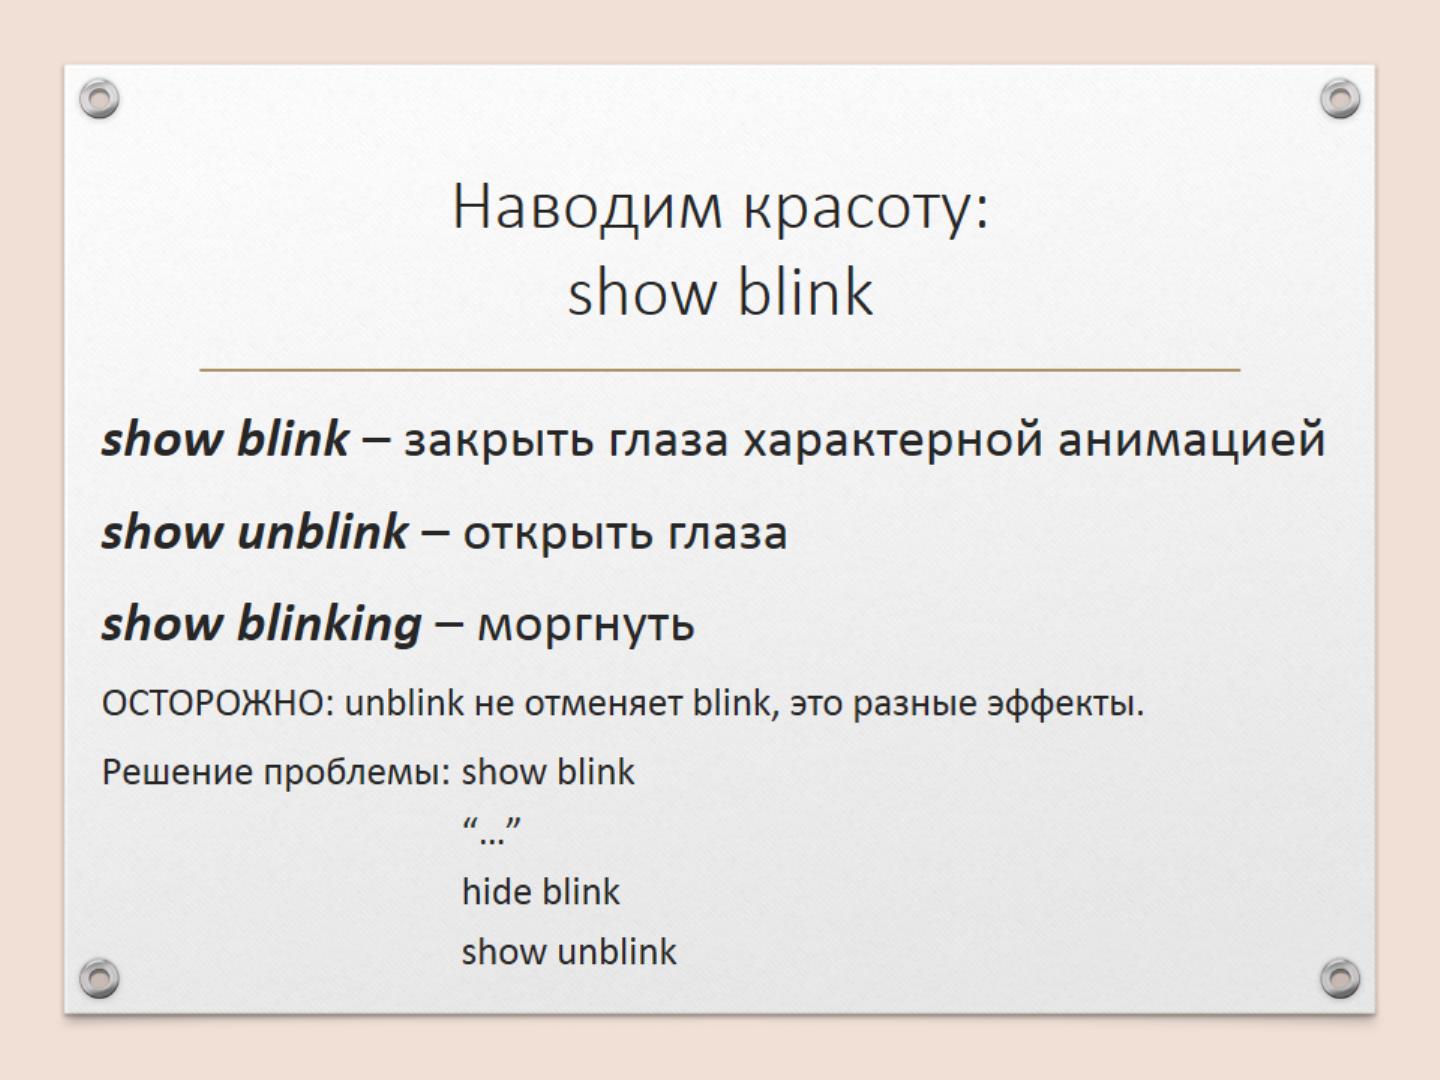 Наводим красоту:
show blink
show blink – закрыть глаза характерной анимацией
show unblink – открыть глаза
show blinking – моргнуть
ОСТОРОЖНО: unblink не отменяет blink, это разные эффекты.
Решение проблемы: show blink
“…”
hide blink
show unblink